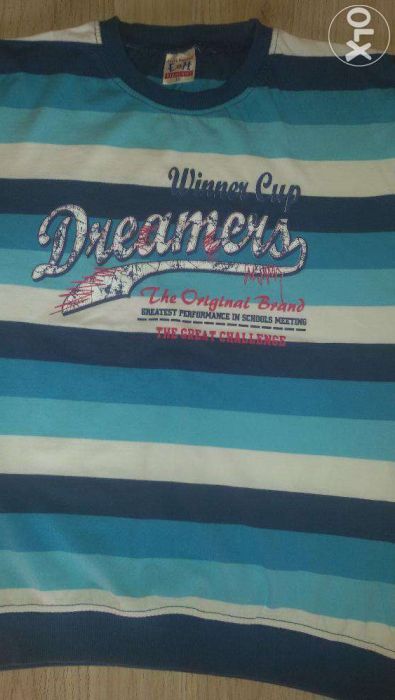 OLX
Winner Cup
Dreamers
The Original Brand
GREATEST PERFORMANCE IN SCHOOLS MEETING
THE GREAT CHALLENGE